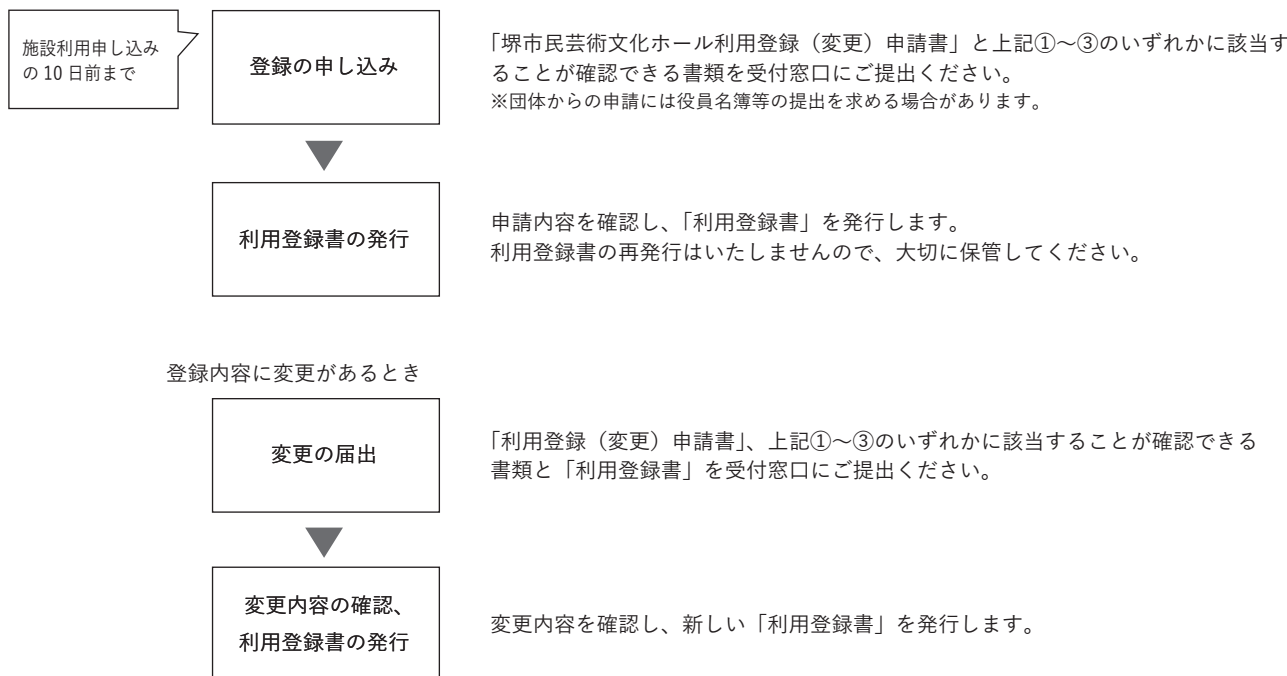 施設利用申し込み
の 10 日前まで
登録の申し込み
「堺市民芸術文化ホール利用登録（変更）申請書」と上記①～③のいずれかに該当す
ることが確認できる書類を受付窓口にご提出ください。
※団体からの申請には役員名簿等の提出を求める場合があります。
利用登録書の発行
申請内容を確認し、「利用登録書」を発行します。
利用登録書の再発行はいたしませんので、大切に保管してください。
登録内容に変更があるとき
変更の届出
「利用登録（変更）申請書」、上記①～③のいずれかに該当することが確認できる
書類と「利用登録書」を受付窓口にご提出ください。
変更内容の確認、
利用登録書の発行
変更内容を確認し、新しい「利用登録書」を発行します。